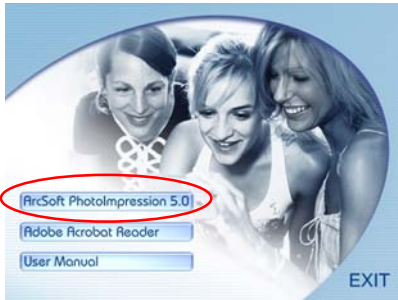 ArcSoft PhotoImpression 5.0
Adobe Acrobat Reader
User Manual
EXIT